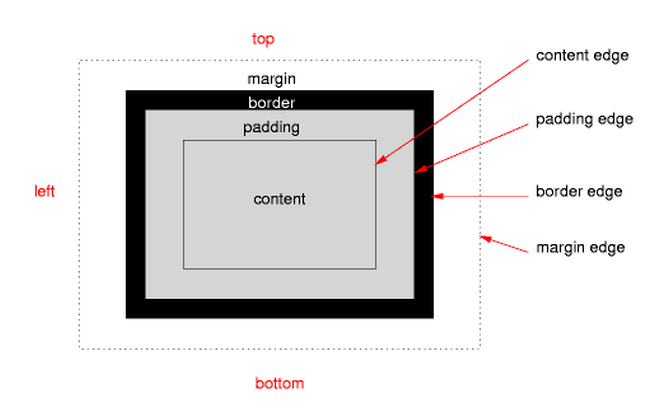 top
content edge
margin
border
padding edge
padding
left
border edge
content
margin edge
bottom